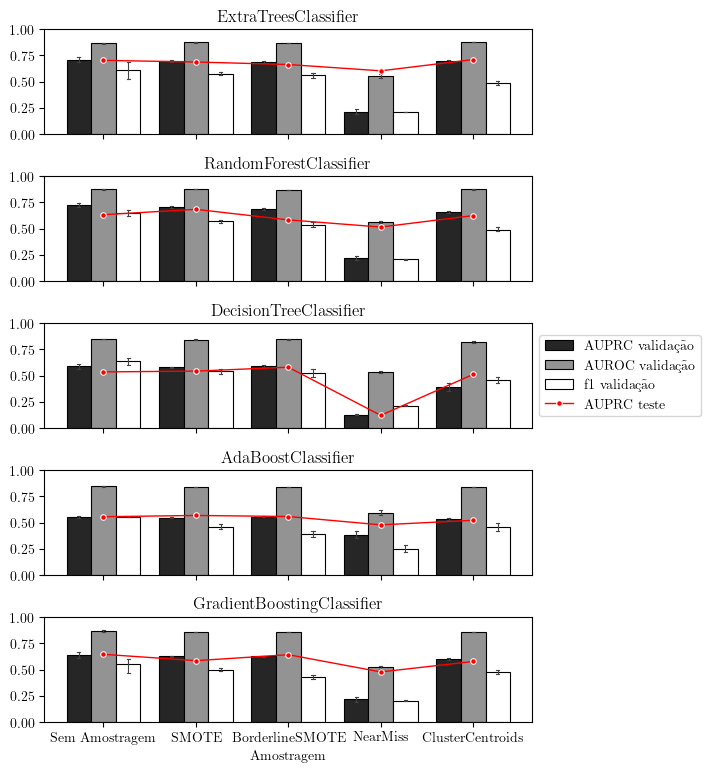 ExtraTreesClassifier
1.00
0.75
0.50
0.25
0.00
RandomForestClassifier
1.00
0.75
0.50
0.25
0.00
DecisionTreeClassifier
1.00
0.75
0.50
0.25
0.00
AUPRC validação
AUROC validação
f1 validação
AUPRC teste
AdaBoostClassifier
1.00
0.75
0.50
0.25
0.00
GradientBoostingClassifier
1.00
0.75
0.50
0.25
0.00
Sem Amostragem SMOTE BorderlineSMOTE NearMiss ClusterCentroids
Amostragem